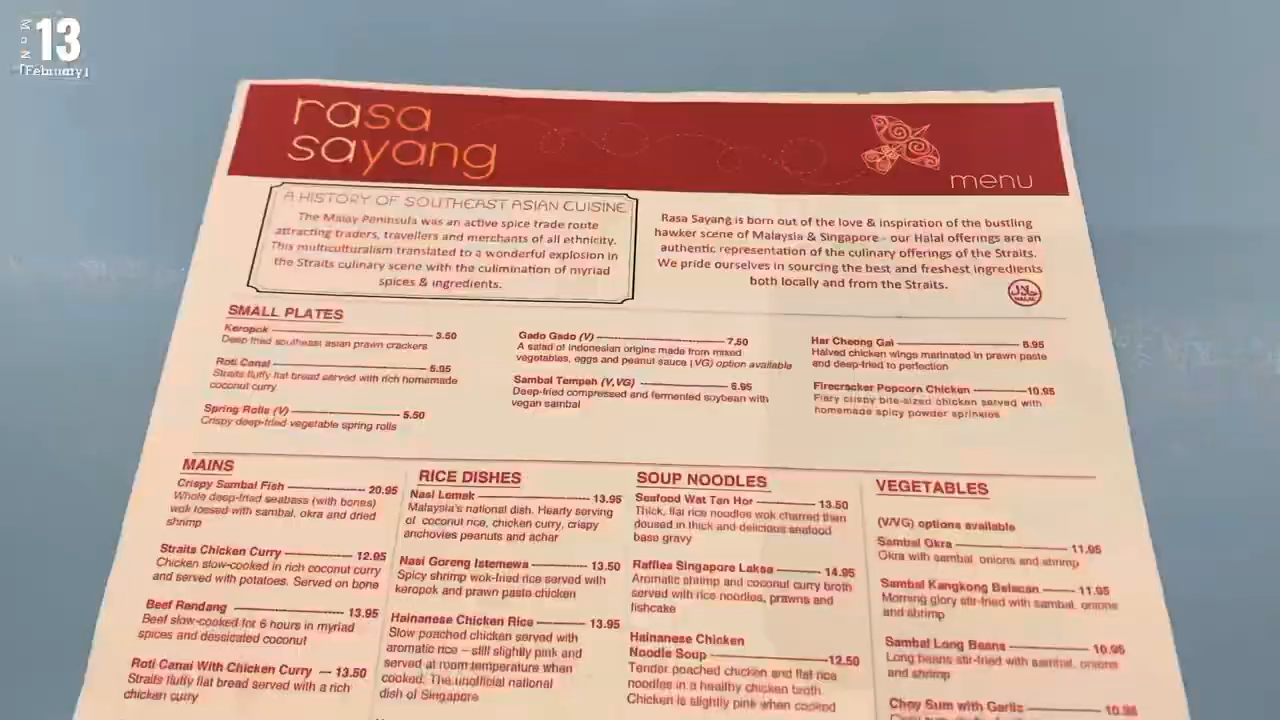 MoN
13
[February]
rasa
sayang
menu
A HISTORY OF SOUTHEAST ASIAN CUISINE
The Malay Peninsula was an active spice trade route
attracting traders, travellers and merchants of all ethnicity.
This multiculturalism translated to a wonderful explosion in
the Straits culinary scene with the culimination of myriad
spices & ingredients.
Rasa Sayang is born out of the love & inspiration of the bustling
hawker scene of Malaysia & Singapore - our Halal offerings are an
authentic representation of the culinary offerings of the Straits.
We pride ourselves in sourcing the best and freshest ingredients
both locally and from the Straits.
حلال
HALAL
SMALL PLATES
Keropok 3.50
Deep fried southeast asian prawn crackers
Roti Canai 6.95
Straits fluffy flat bread served with rich homemade
coconut curry
Spring Rolls (V) 5.50
Crispy deep-fried vegetable spring rolls
Gado Gado (V) 7.50
A salad of Indonesian origins made from mixed
vegetables, eggs and peanut sauce (VG) option available
Sambal Tempeh (V,VG) 6.95
Deep-fried compressed and fermented soybean with
vegan sambal
Har Cheong Gai 8.95
Halved chicken wings marinated in prawn paste
and deep-fried to perfection
Firecracker Popcorn Chicken 10.95
Fiery crispy bite-sized chicken served with
homemade spicy powder sprinkles
MAINS
Crispy Sambal Fish 20.95
Whole deep-fried seabass (with bones)
wok tossed with sambal, okra and dried
shrimp
Straits Chicken Curry 12.95
Chicken slow-cooked in rich coconut curry
and served with potatoes. Served on bone
Beef Rendang 13.95
Beef slow-cooked for 6 hours in myriad
spices and desiccated coconut
Roti Canai With Chicken Curry 13.50
Straits fluffy flat bread served with a rich
chicken curry
RICE DISHES
Nasi Lemak 13.95
Malaysia's national dish. Hearty serving
of coconut rice, chicken curry, crispy
anchovies peanuts and achar
Nasi Goreng Istemewa 13.50
Spicy shrimp wok-fried rice served with
keropok and prawn paste chicken
Hainanese Chicken Rice 13.95
Slow poached chicken served with
aromatic rice – still slightly pink and
served at room temperature when
cooked. The unofficial national
dish of Singapore
SOUP NOODLES
Seafood Wat Tan Hor 13.50
Thick, flat rice noodles wok charred then
doused in thick and delicious seafood
base gravy
Raffles Singapore Laksa 14.95
Aromatic shrimp and coconut curry broth
served with rice noodles, prawns and
fishcake
Hainanese Chicken
Noodle Soup 12.50
Tender poached chicken and flat rice
noodles in a healthy chicken broth.
Chicken is slightly pink when cooked
VEGETABLES
(V/VG) options available
Sambal Okra 11.95
Okra with sambal, onions and shrimp
Sambal Kangkong Belacan 11.95
Morning glory stir-fried with sambal, onions
and shrimp
Sambal Long Beans 10.95
Long beans stir-fried with sambal, onions
and shrimp
Choy Sum with Garlic 10.95